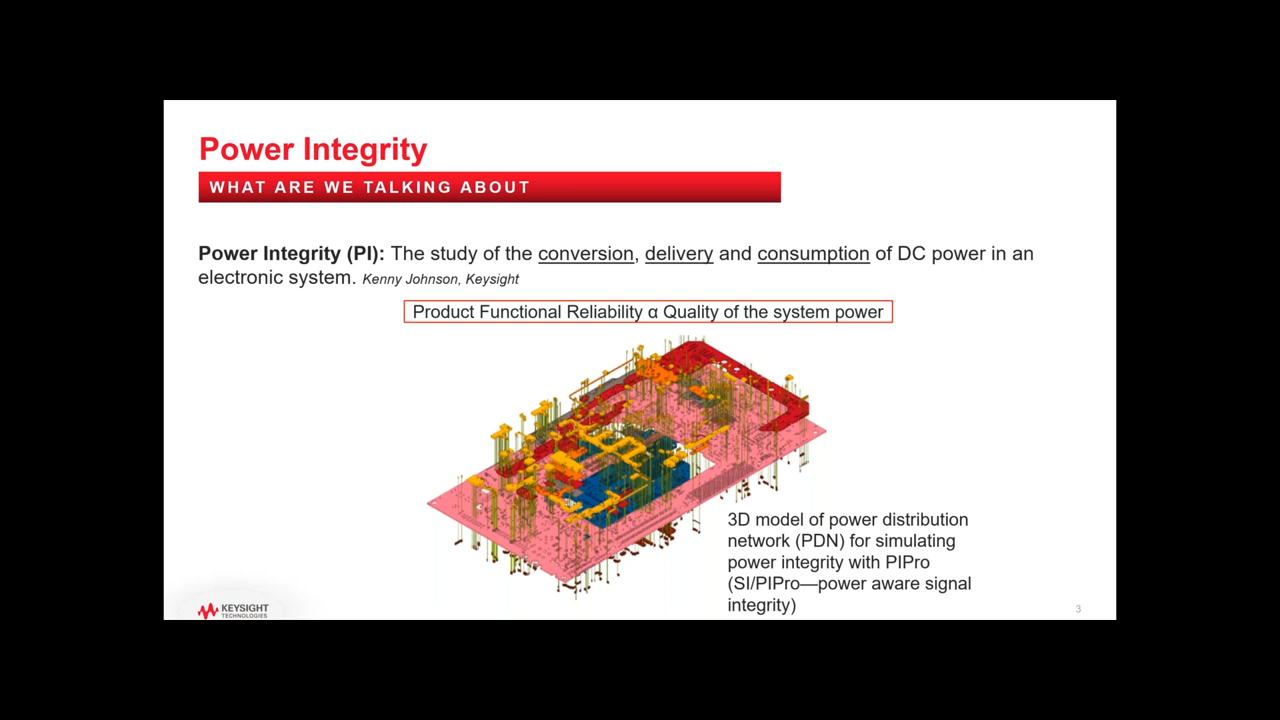 Power Integrity
WHAT ARE WE TALKING ABOUT
Power Integrity (PI): The study of the conversion, delivery and consumption of DC power in an
electronic system. Kenny Johnson, Keysight
Product Functional Reliability α Quality of the system power
3D model of power distribution
network (PDN) for simulating
power integrity with PIPro
(SI/PIPro—power aware signal
integrity)
KEYSIGHT
TECHNOLOGIES
3